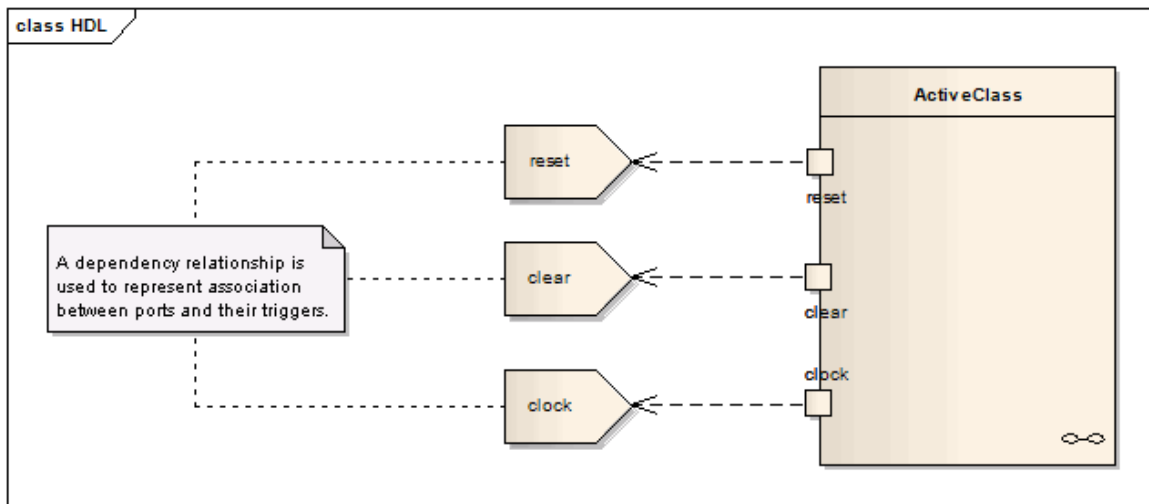 class HDL
ActiveClass
reset
reset
A dependency relationship is
used to represent association
between ports and their triggers.
clear
clear
clock
clock